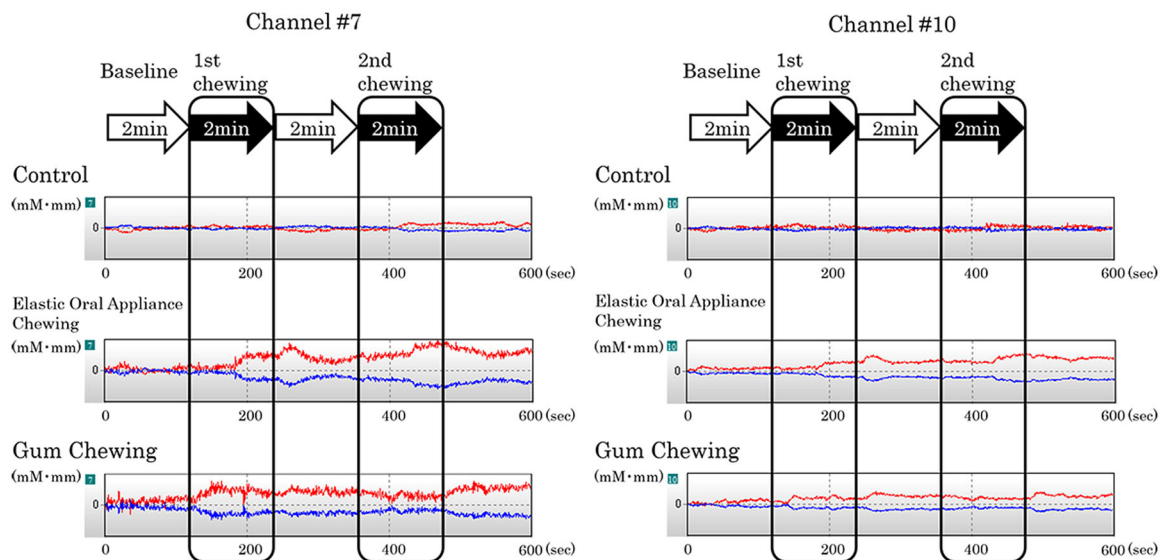 Channel #7
Baseline
1st
chewing
2nd
chewing
2min
2min
2min
2min
Control
(mM・mm)
7
0
0 200 400 600 (sec)
Elastic Oral Appliance
Chewing
(mM・mm)
7
0
0 200 400 600 (sec)
Gum Chewing
(mM・mm)
7
0
0 200 400 600 (sec)
Channel #10
Baseline
1st
chewing
2nd
chewing
2min
2min
2min
2min
Control
(mM・mm)
10
0
0 200 400 600 (sec)
Elastic Oral Appliance
Chewing
(mM・mm)
10
0
0 200 400 600 (sec)
Gum Chewing
(mM・mm)
10
0
0 200 400 600 (sec)